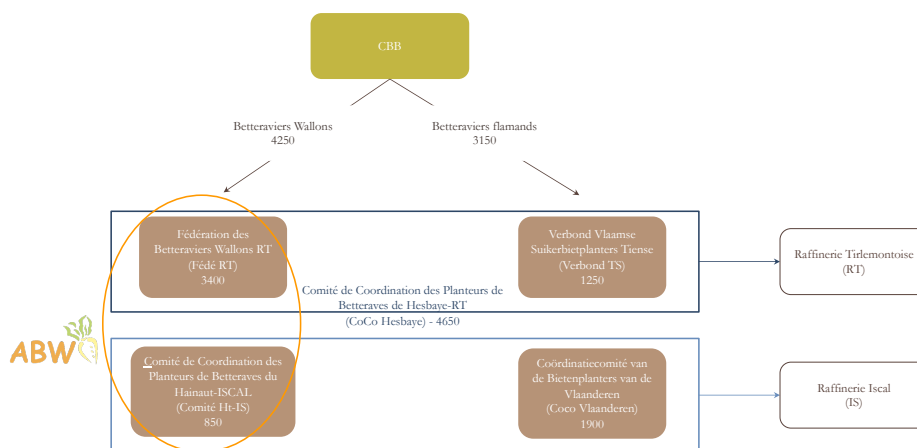 CBB
Betteraviers Wallons
4250
Betteraviers flamands
3150
Fédération des
Betteraviers Wallons RT
(Fédé RT)
3400
Verbond Vlaamse
Suikerbietplanters Tiense
(Verbond TS)
1250
Raffinerie Tirlemontoise
(RT)
Comité de Coordination des Planteurs de
Betteraves de Hesbaye-RT
(CoCo Hesbaye) - 4650
ABW
Comité de Coordination des
Planteurs de Betteraves du
Hainaut-ISCAL
(Comité Ht-IS)
850
Coördinatiecomité van
de Bietenplanters van de
Vlaanderen
(Coco Vlaanderen)
1900
Raffinerie Iscal
(IS)